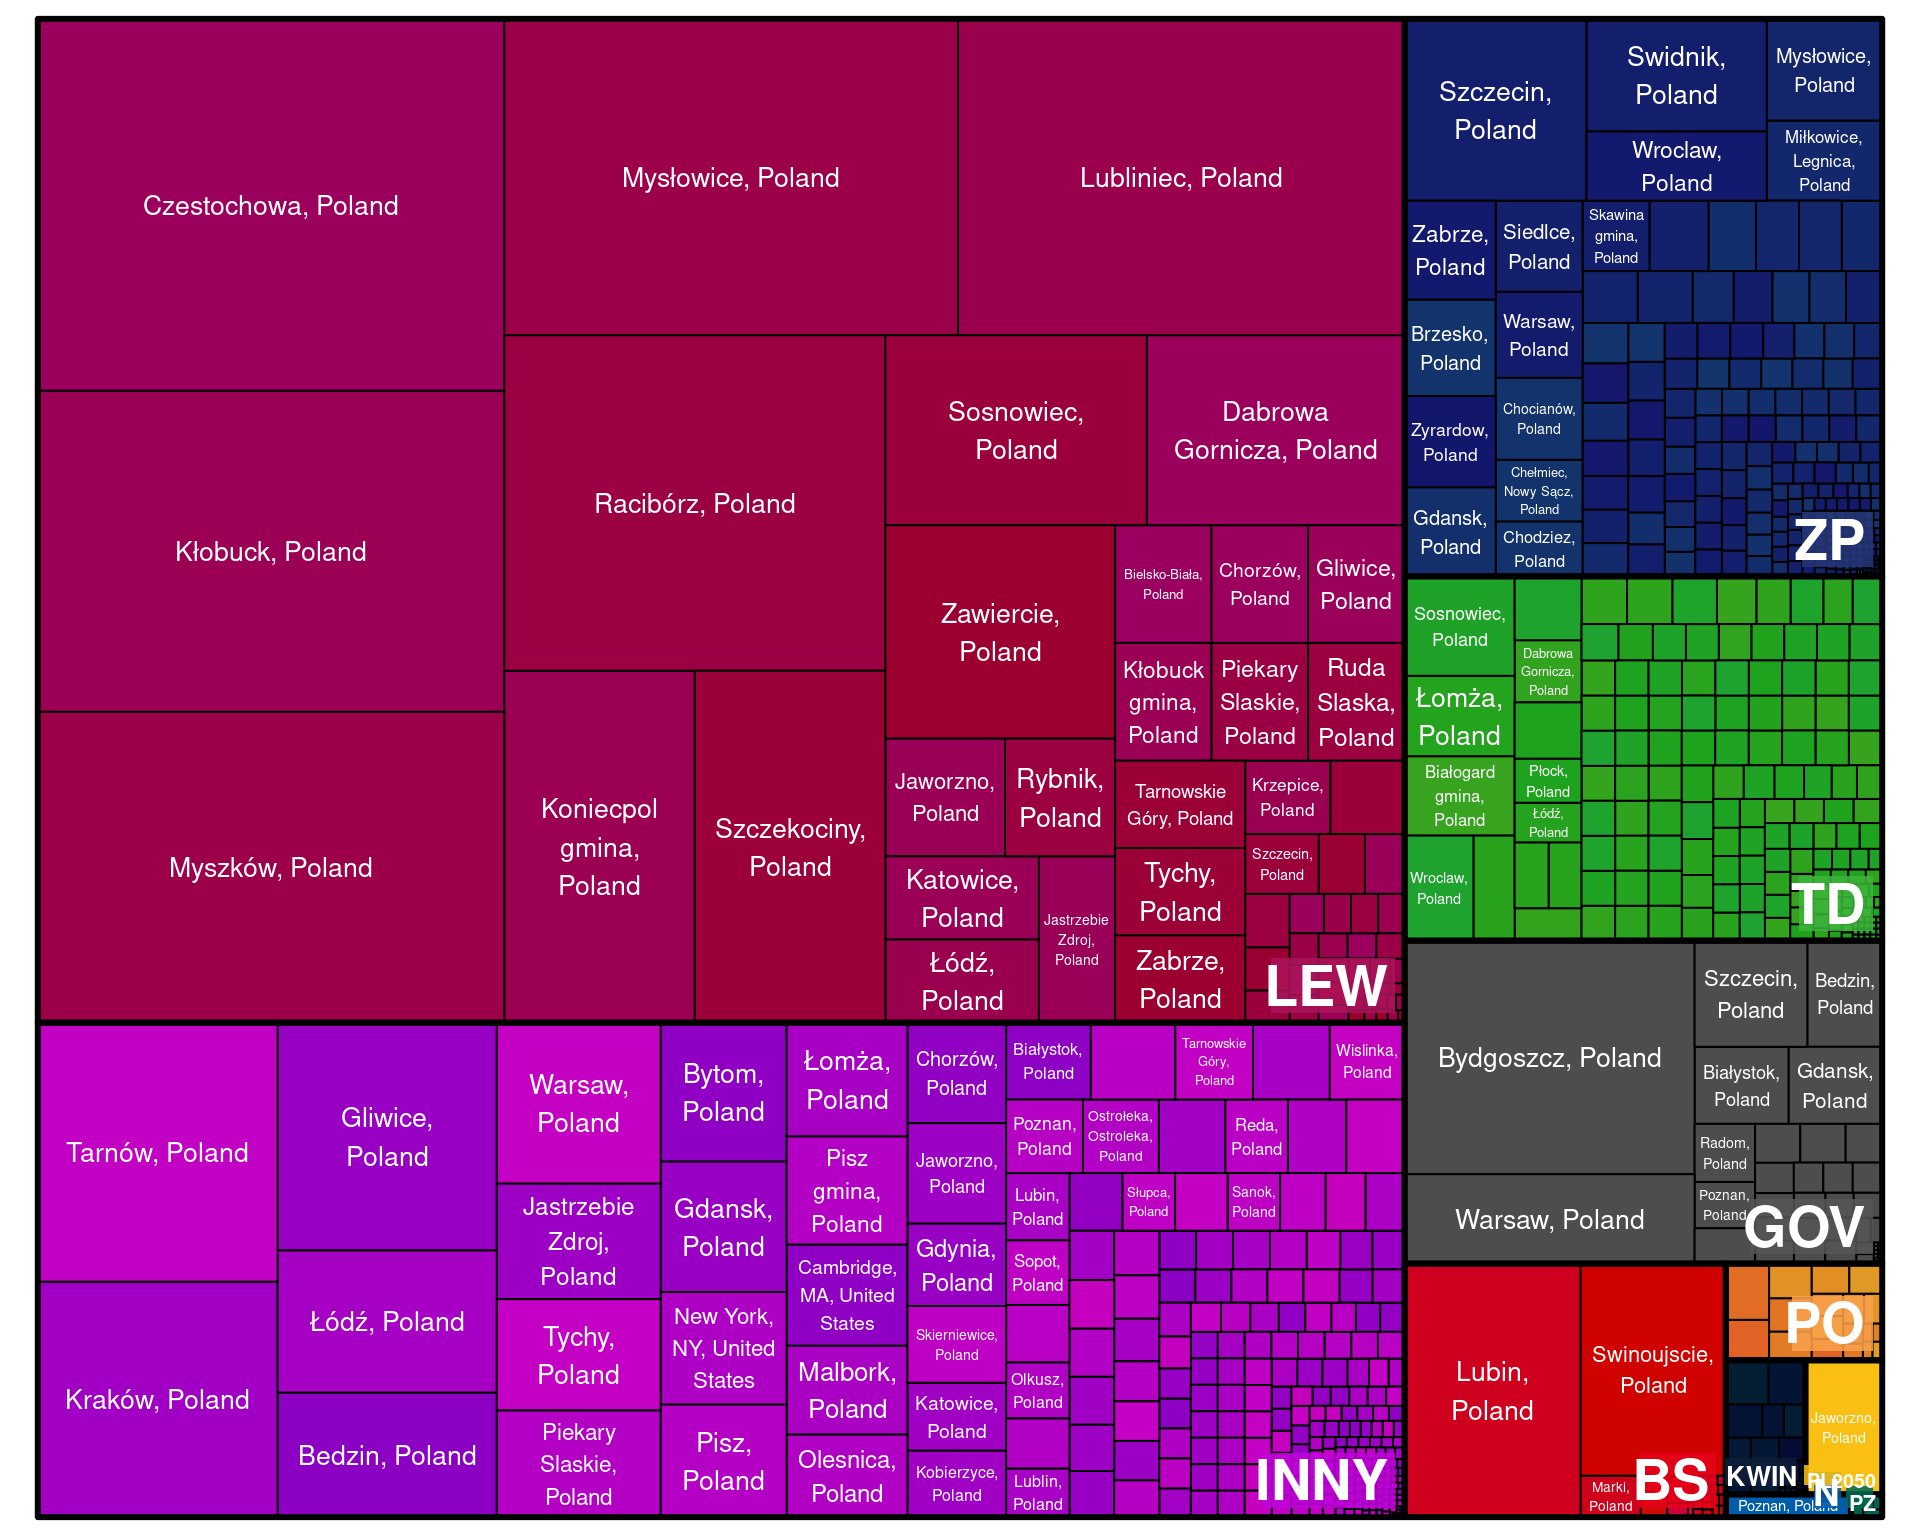 Czestochowa, Poland
Kłobuck, Poland
Myszków, Poland
Mysłowice, Poland
Lubliniec, Poland
Racibórz, Poland
Sosnowiec,
Poland
Dabrowa
Gornicza, Poland
Koniecpol
gmina,
Poland
Szczekociny,
Poland
Zawiercie,
Poland
Bielsko-Biała,
Poland
Chorzów,
Poland
Gliwice,
Poland
Kłobuck
gmina,
Poland
Piekary
Slaskie,
Poland
Ruda
Slaska,
Poland
Jaworzno,
Poland
Rybnik,
Poland
Katowice,
Poland
Łódź,
Poland
Jastrzebie
Zdroj,
Poland
Tarnowskie
Góry, Poland
Tychy,
Poland
Zabrze,
Poland
Krzepice,
Poland
Szczecin,
Poland
LEW
Szczecin,
Poland
Swidnik,
Poland
Wroclaw,
Poland
Mysłowice,
Poland
Miłkowice,
Legnica,
Poland
Zabrze,
Poland
Brzesko,
Poland
Zyrardow,
Poland
Gdansk,
Poland
Siedlce,
Poland
Warsaw,
Poland
Chocianów,
Poland
Chełmiec,
Nowy Sącz,
Poland
Chodziez,
Poland
Skawina
gmina,
Poland
ZP
Sosnowiec,
Poland
Łomża,
Poland
Białogard
gmina,
Poland
Wroclaw,
Poland
Dabrowa
Gornicza,
Poland
Płock,
Poland
Łódź,
Poland
TD
Bydgoszcz, Poland
Warsaw, Poland
Szczecin,
Poland
Bedzin,
Poland
Białystok,
Poland
Gdansk,
Poland
Radom,
Poland
Poznan,
Poland
GOV
Tarnów, Poland
Kraków, Poland
Gliwice,
Poland
Łódź, Poland
Bedzin, Poland
Warsaw,
Poland
Jastrzebie
Zdroj,
Poland
Tychy,
Poland
Piekary
Slaskie,
Poland
Bytom,
Poland
Gdansk,
Poland
New York,
NY, United
States
Pisz,
Poland
Łomża,
Poland
Pisz
gmina,
Poland
Cambridge,
MA, United
States
Malbork,
Poland
Olesnica,
Poland
Chorzów,
Poland
Jaworzno,
Poland
Gdynia,
Poland
Skierniewice,
Poland
Katowice,
Poland
Kobierzyce,
Poland
Białystok,
Poland
Tarnowskie
Góry,
Poland
Wislinka,
Poland
Poznan,
Poland
Ostrołeka,
Ostroleka,
Poland
Reda,
Poland
Lubin,
Poland
Słupca,
Poland
Sanok,
Poland
Sopot,
Poland
Olkusz,
Poland
Lublin,
Poland
INNY
Lubin,
Poland
Swinoujscie,
Poland
Marki,
Poland
BS
PO
KWIN
Jaworzno,
Poland
PL2050
Poznan, Poland
N
PZ